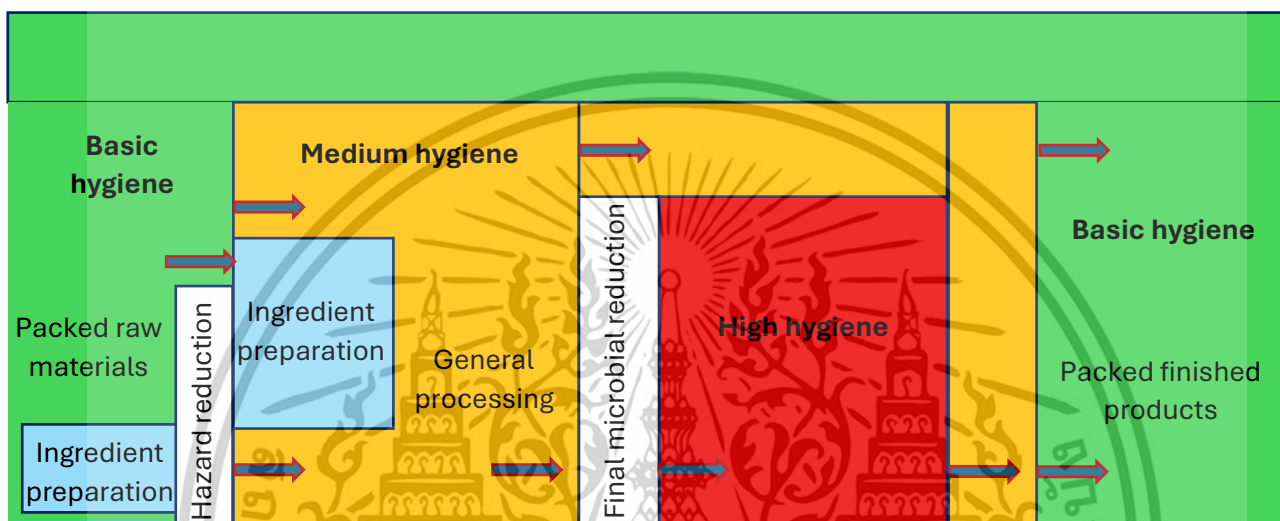 Basic
hygiene
Medium hygiene
Basic hygiene
Packed raw
materials
Hazard reduction
Ingredient
preparation
Ingredient
preparation
General
processing
Final microbial reduction
High hygiene
Packed finished
products